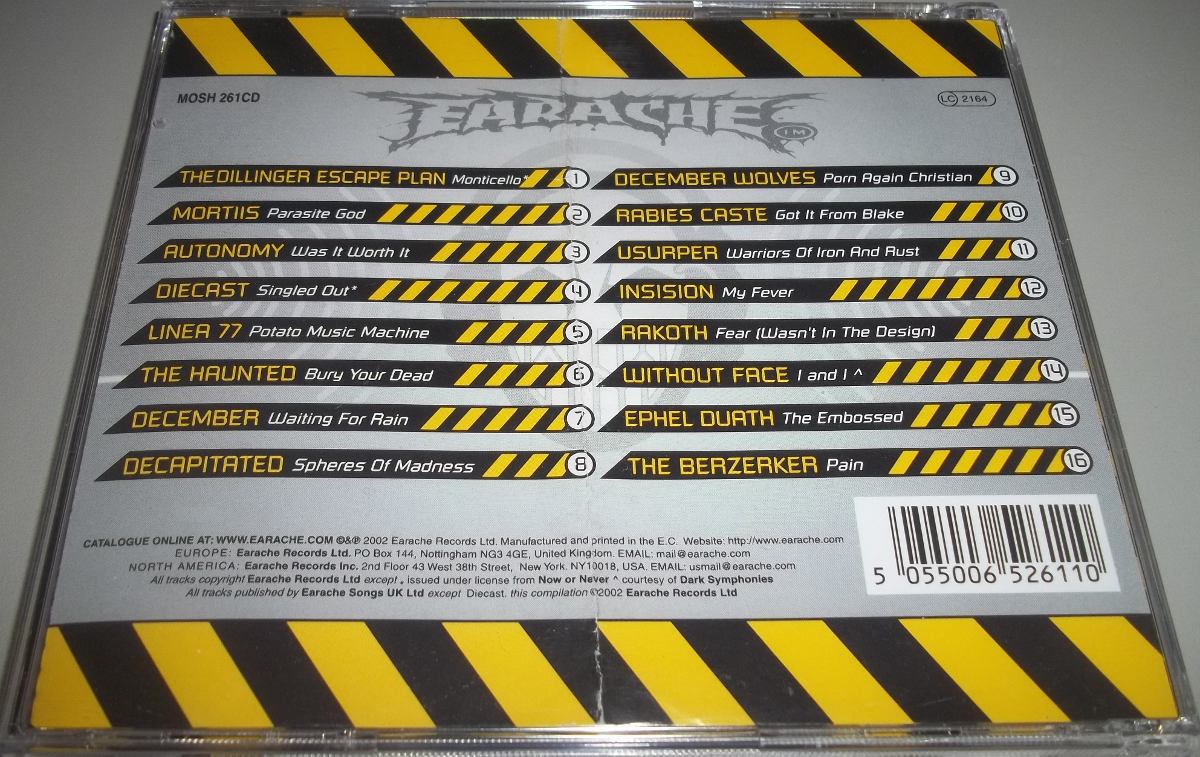 MOSH 261CD
EARACHE TM
LC 2164
THE DILLINGER ESCAPE PLAN Monticello* 1
MORTIIS Parasite God 2
AUTONOMY Was It Worth It 3
DIECAST Singled Out* 4
LINEA 77 Potato Music Machine 5
THE HAUNTED Bury Your Dead 6
DECEMBER Waiting For Rain 7
DECAPITATED Spheres Of Madness 8
DECEMBER WOLVES Porn Again Christian 9
RABIES CASTE Got It From Blake 10
USURPER Warriors Of Iron And Rust 11
INSISION My Fever 12
RAKOTH Fear (Wasn't In The Design) 13
WITHOUT FACE I and I ^ 14
EPHEL DUATH The Embossed 15
THE BERZERKER Pain 16
CATALOGUE ONLINE AT: WWW.EARACHE.COM ©&℗ 2002 Earache Records Ltd. Manufactured and printed in the E.C. Website: http://www.earache.com
EUROPE: Earache Records Ltd. PO Box 144, Nottingham NG3 4GE, United Kingdom. EMAIL: mail@earache.com
NORTH AMERICA: Earache Records Inc. 2nd Floor 43 West 38th Street, New York. NY10018, USA. EMAIL: usmail@earache.com
All tracks copyright Earache Records Ltd except * issued under license from Now or Never ^ courtesy of Dark Symphonies
All tracks published by Earache Songs UK Ltd except Diecast. this compilation ©2002 Earache Records Ltd
5 055006 526110